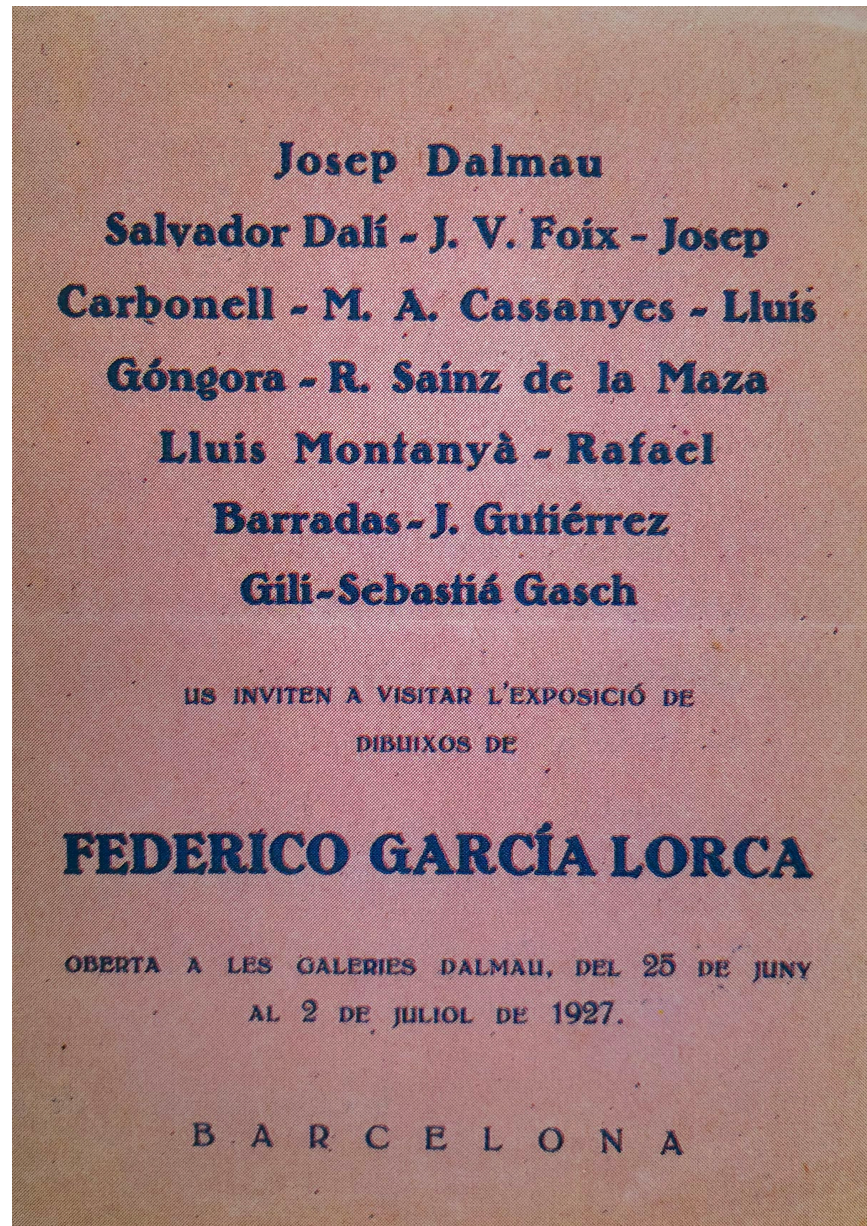 Josep Dalmau
Salvador Dalí - J. V. Foix - Josep
Carbonell - M. A. Cassanyes - Lluís
Góngora - R. Sainz de la Maza
Lluis Montanyà - Rafael
Barradas - J. Gutiérrez
Gili - Sebastiá Gasch
US INVITEN A VISITAR L'EXPOSICIÓ DE
DIBUIXOS DE
FEDERICO GARCÍA LORCA
OBERTA A LES GALERIES DALMAU, DEL 25 DE JUNY
AL 2 DE JULIOL DE 1927.
BARCELONA